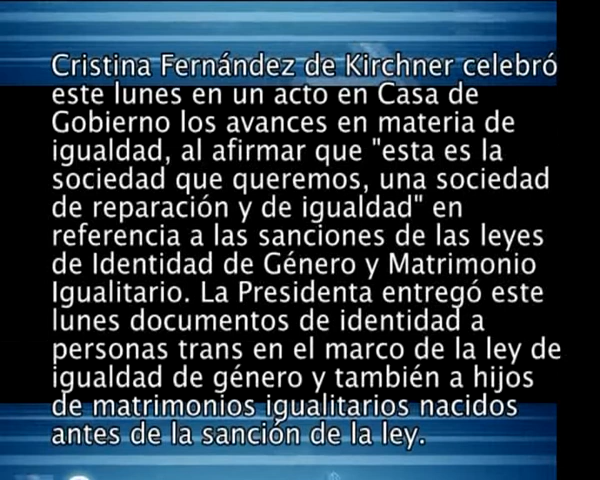 Cristina Fernández de Kirchner celebró
este lunes en un acto en Casa de
Gobierno los avances en materia de
igualdad, al afirmar que "esta es la
sociedad que queremos, una sociedad
de reparación y de igualdad" en
referencia a las sanciones de las leyes
de Identidad de Género y Matrimonio
Igualitario. La Presidenta entregó este
lunes documentos de identidad a
personas trans en el marco de la ley de
igualdad de género y también a hijos
de matrimonios igualitarios nacidos
antes de la sanción de la ley.